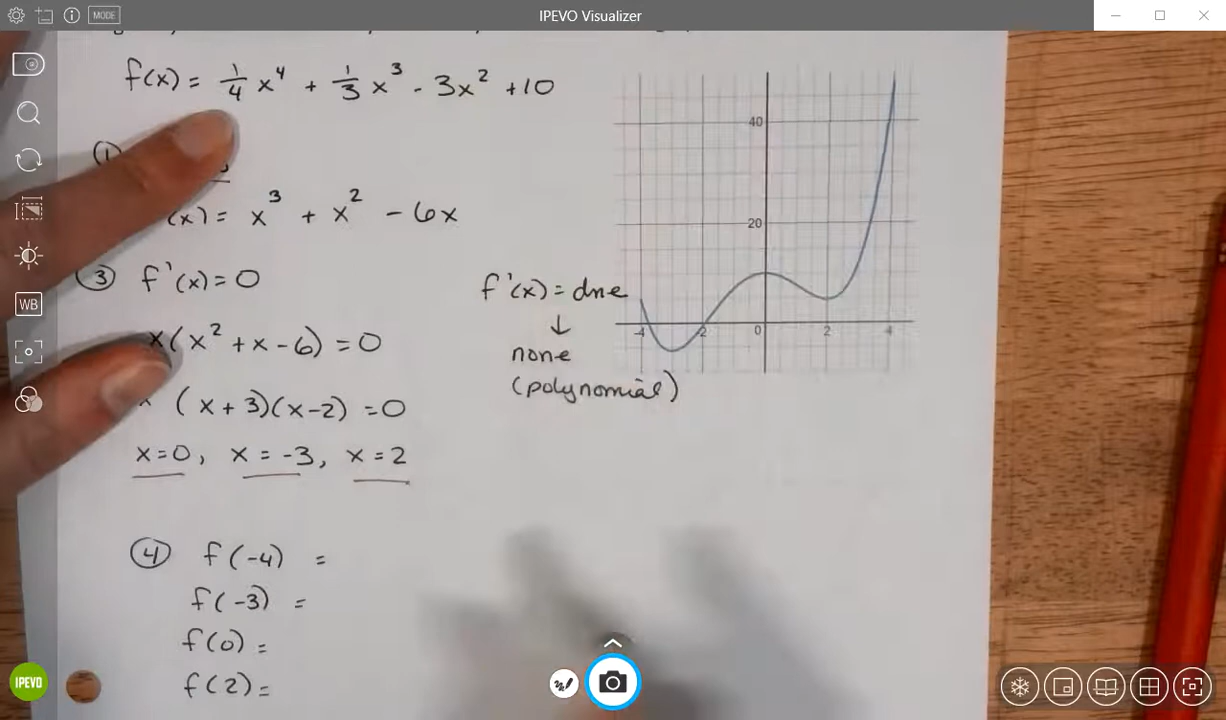 IPEVO Visualizer
MODE
f(x) = 1/4 x^4 + 1/3 x^3 - 3x^2 + 10
①
(x) = x^3 + x^2 - 6x
③ f'(x) = 0
f'(x) = dne
↓
none
(polynomial)
x(x^2 + x - 6) = 0
x (x + 3)(x - 2) = 0
x = 0, x = -3, x = 2
④ f(-4) =
f(-3) =
f(0) =
f(2) =
40
20
-4 -2 0 2 4
WB
IPEVO